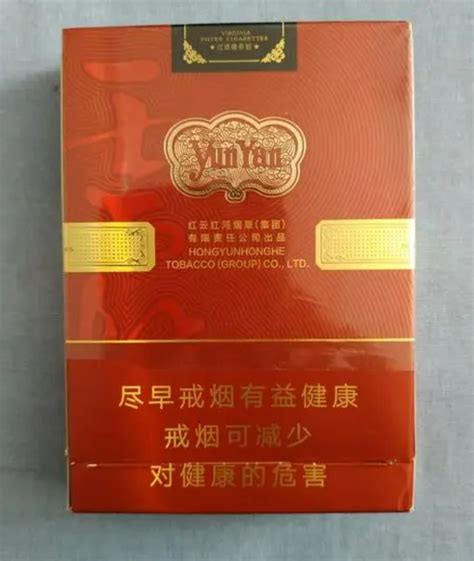 VIRGINIA
FILTER CIGARETTES
YunYan
红云红河烟草(集团)
有限责任公司出品
HONGYUNHONGHE
TOBACCO (GROUP) CO., LTD.
尽早戒烟有益健康
戒烟可减少
对健康的危害